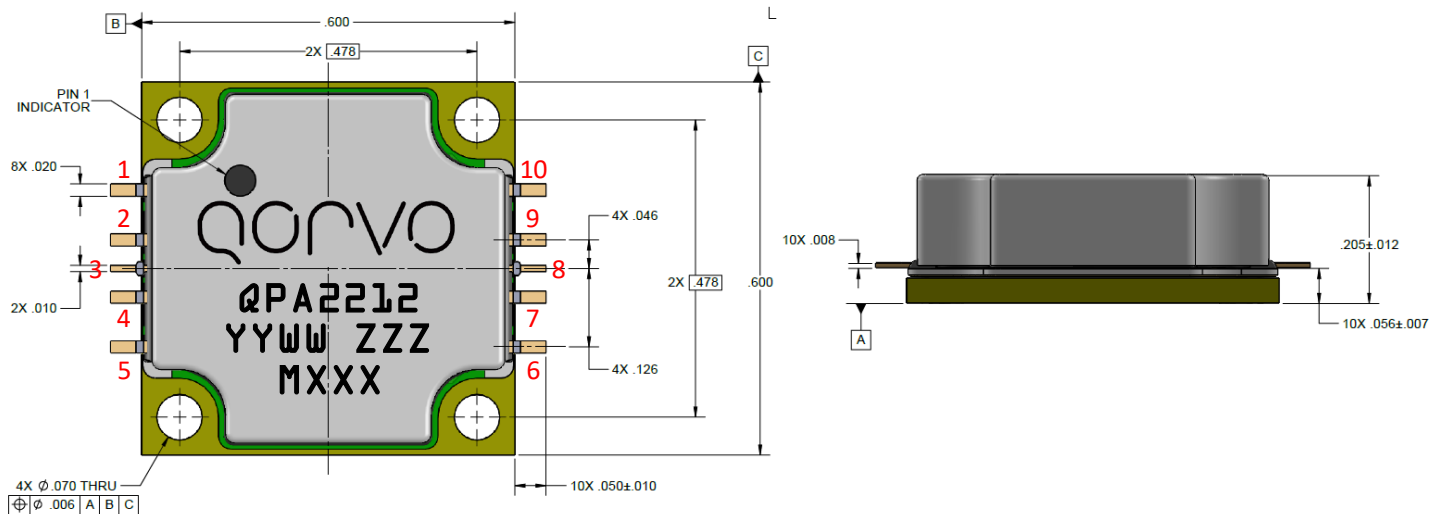 B
.600
L
2X .478
C
PIN 1
INDICATOR
8X .020
1
10
2
9
4X .046
3
8
2X .010
qorvo
QPA2212
YYWW ZZZ
MXXX
4
7
5
6
2X .478
.600
4X .126
4X Ø.070 THRU
⌖ Ø .006 A B C
10X .050±.010
10X .008
.205±.012
A
10X .056±.007